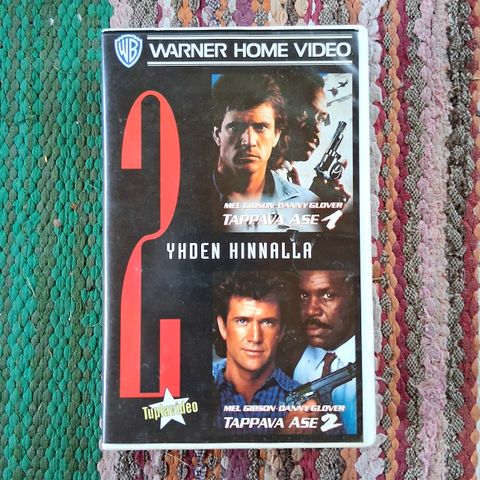 WB WARNER HOME VIDEO
MEL GIBSON·DANNY GLOVER
TAPPAVA ASE 1
2
YHDEN HINNALLA
Tuplavideo
MEL GIBSON·DANNY GLOVER
TAPPAVA ASE 2